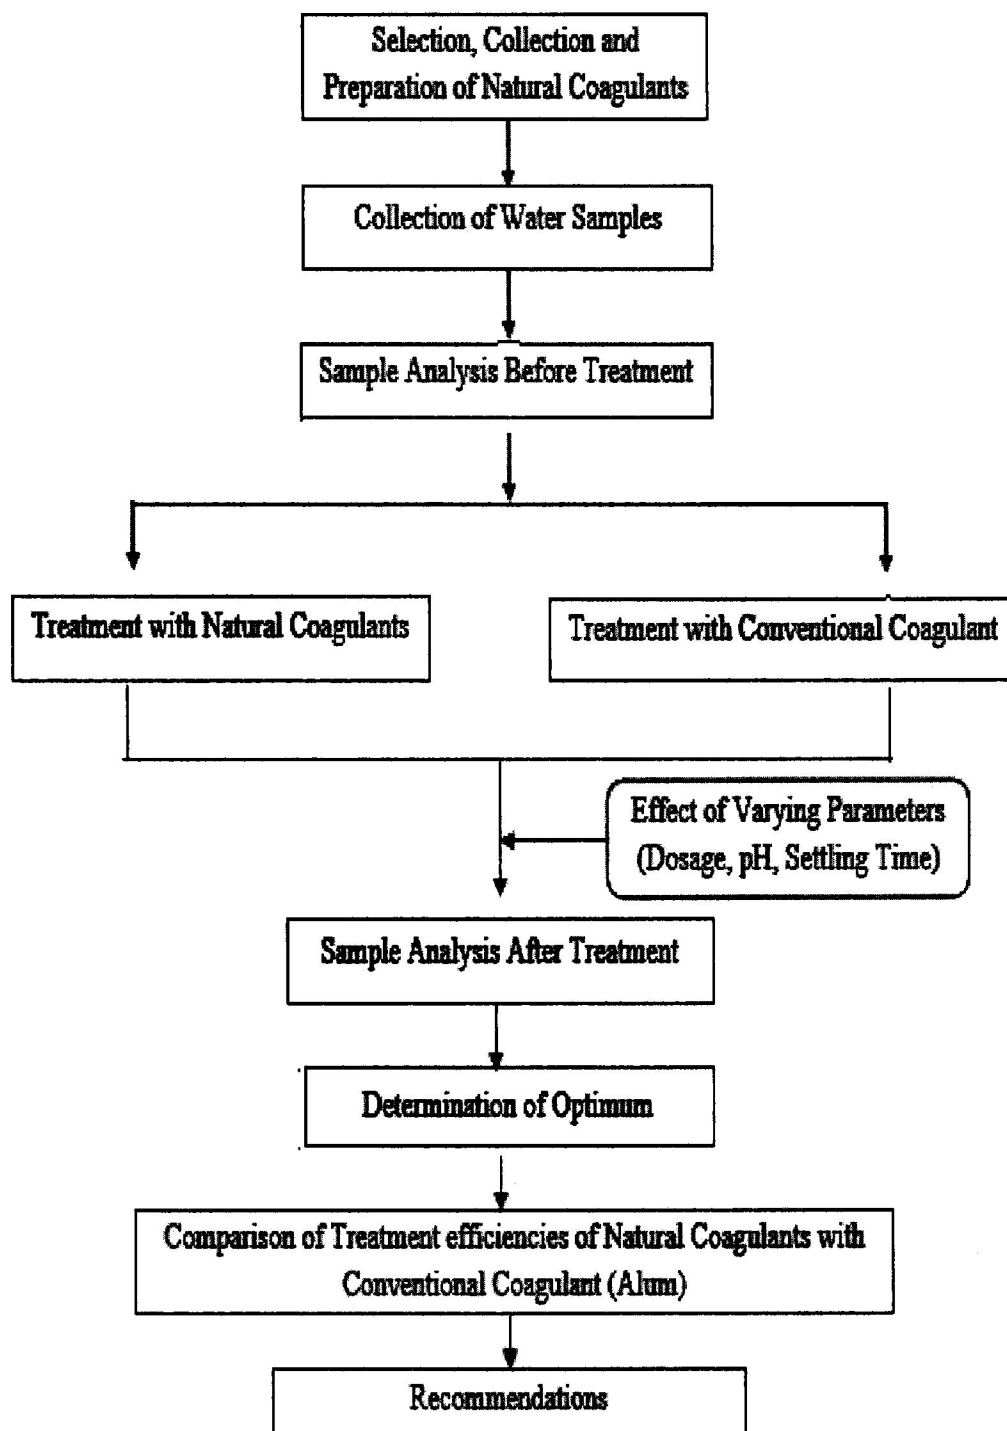 Selection, Collection and
Preparation of Natural Coagulants
Collection of Water Samples
Sample Analysis Before Treatment
Treatment with Natural Coagulants
Treatment with Conventional Coagulant
Effect of Varying Parameters
(Dosage, pH, Settling Time)
Sample Analysis After Treatment
Determination of Optimum
Comparison of Treatment efficiencies of Natural Coagulants with
Conventional Coagulant (Alum)
Recommendations